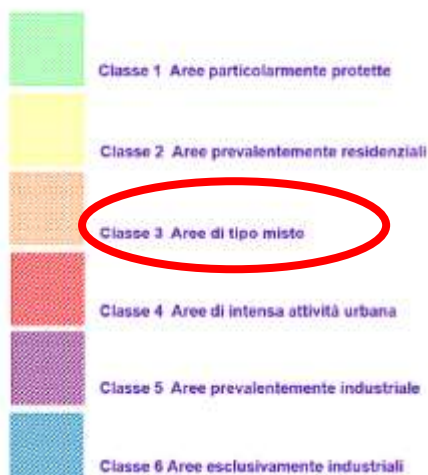 Classe 1 Aree particolarmente protette
Classe 2 Aree prevalentemente residenziali
Classe 3 Aree di tipo misto
Classe 4 Aree di intensa attività urbana
Classe 5 Aree prevalentemente industriale
Classe 6 Aree esclusivamente industriali